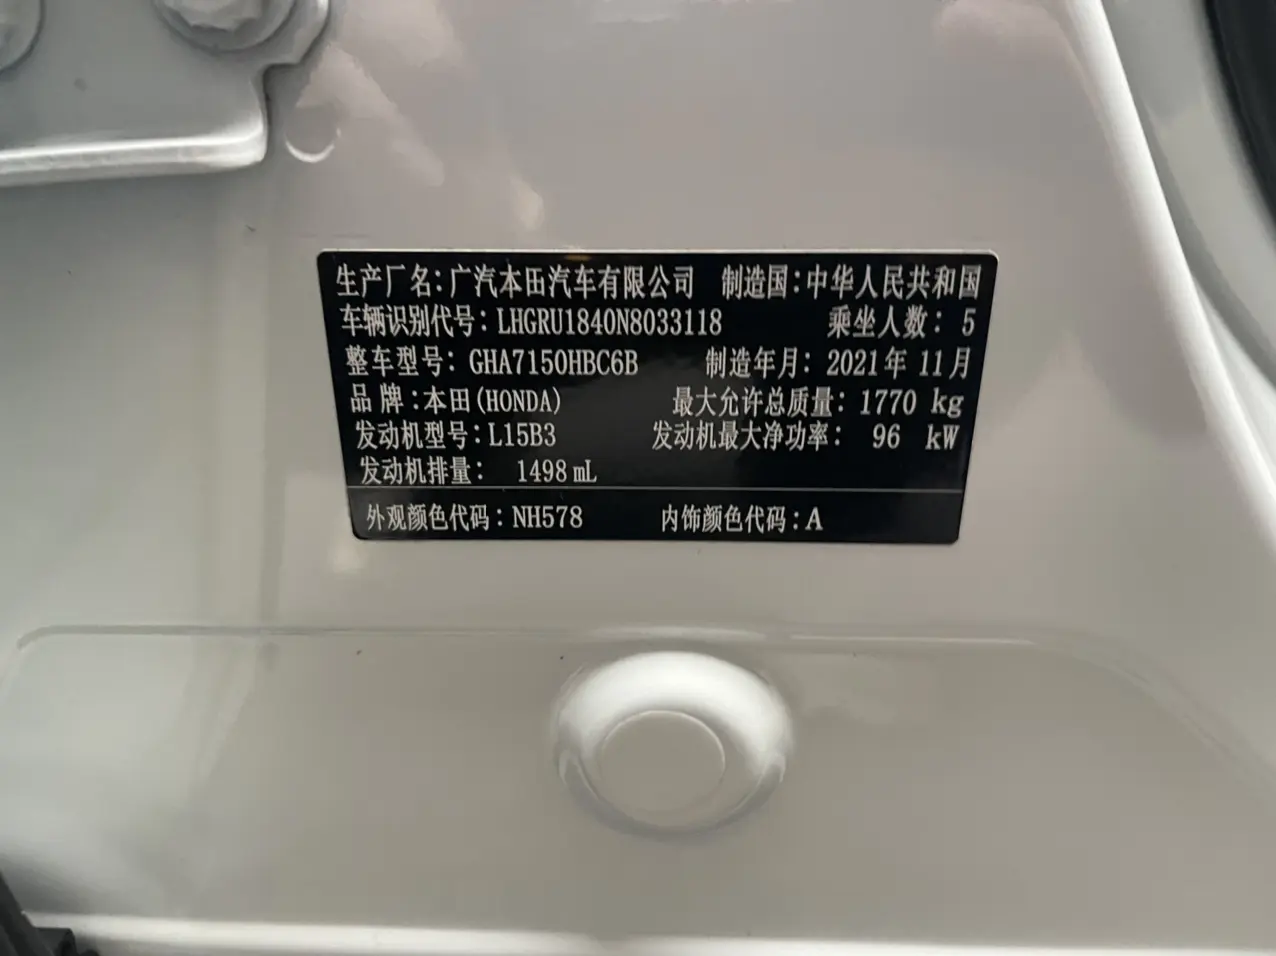 生产厂名:广汽本田汽车有限公司 制造国:中华人民共和国
车辆识别代号:LHGRU1840N8033118 乘坐人数:5
整车型号:GHA7150HBC6B 制造年月:2021年11月
品牌:本田(HONDA) 最大允许总质量:1770 kg
发动机型号:L15B3 发动机最大净功率:96 kW
发动机排量:1498 mL
外观颜色代码:NH578 内饰颜色代码:A